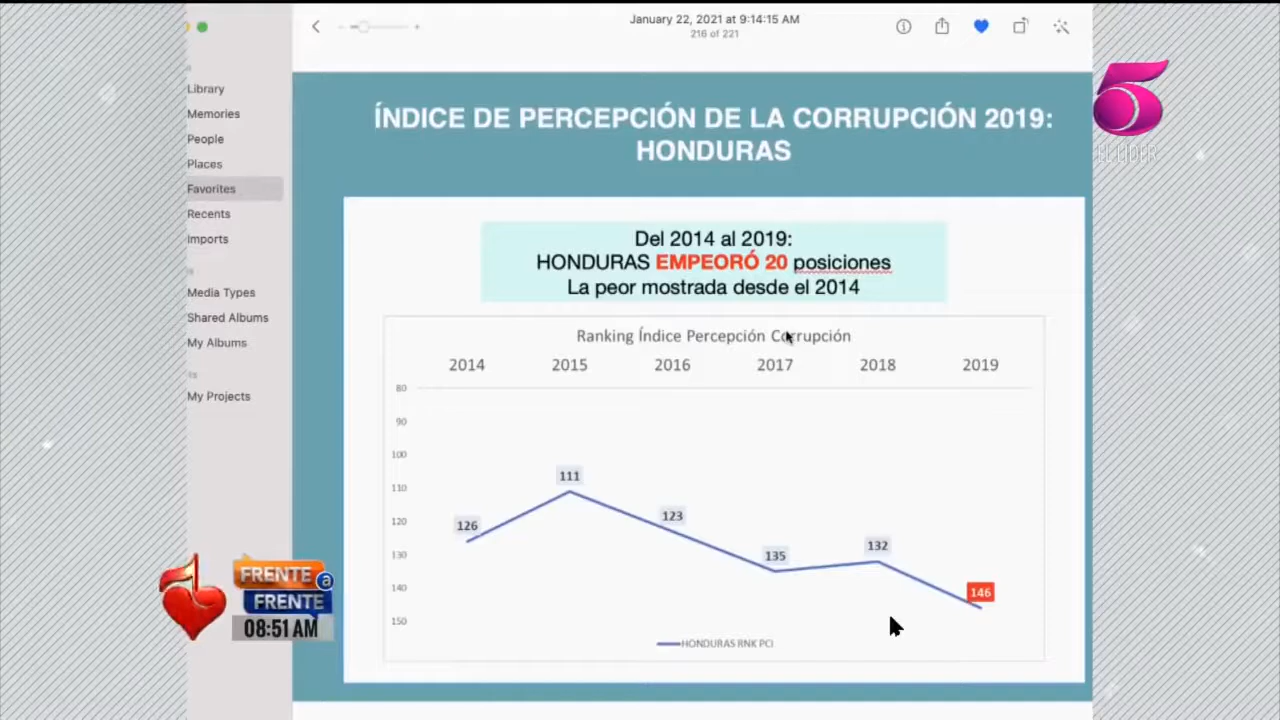 January 22, 2021 at 9:14:15 AM
216 of 221
Library
Memories
People
Places
Favorites
Recents
Imports
Media Types
Shared Albums
My Albums
My Projects
5
EL LIDER
ÍNDICE DE PERCEPCIÓN DE LA CORRUPCIÓN 2019:
HONDURAS
Del 2014 al 2019:
HONDURAS EMPEORÓ 20 posiciones
La peor mostrada desde el 2014
Ranking Índice Percepción Corrupción
2014 2015 2016 2017 2018 2019
80
90
100
110
120
130
140
150
126
111
123
135
132
146
HONDURAS RNK PCI
FRENTE a
FRENTE
08:51 AM